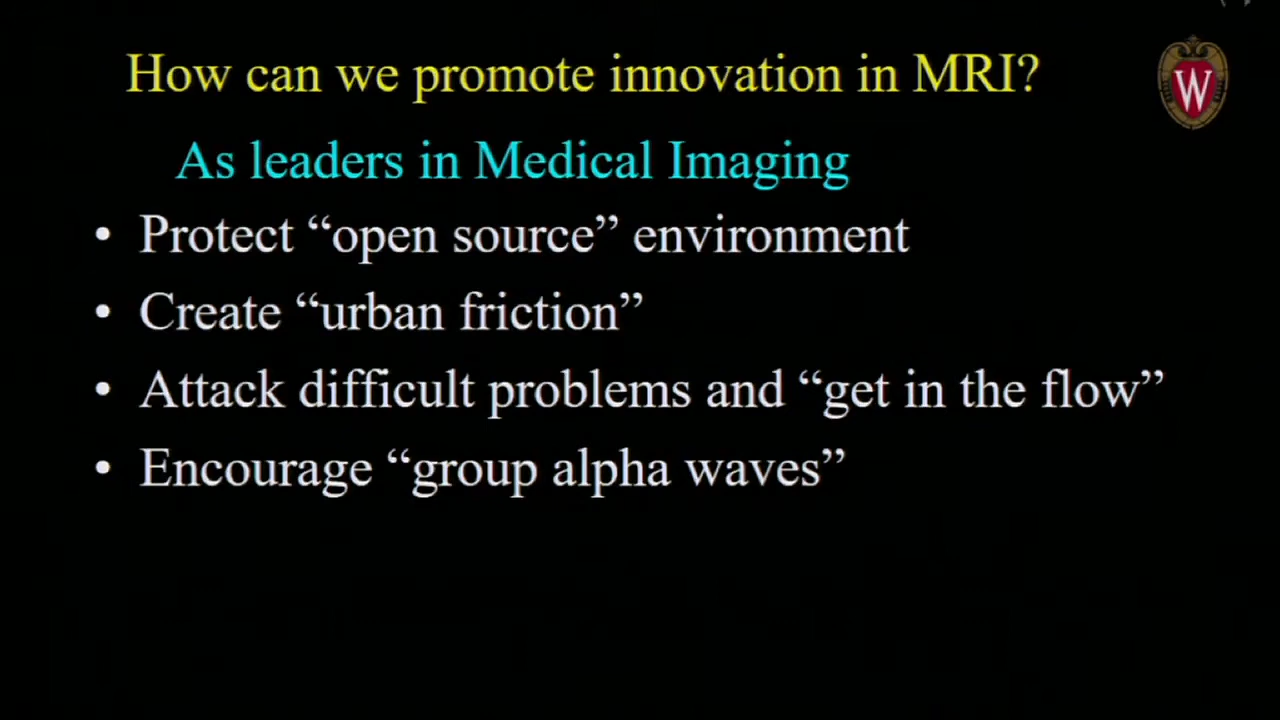 How can we promote innovation in MRI?
W
As leaders in Medical Imaging
• Protect “open source” environment
• Create “urban friction”
• Attack difficult problems and “get in the flow”
• Encourage “group alpha waves”